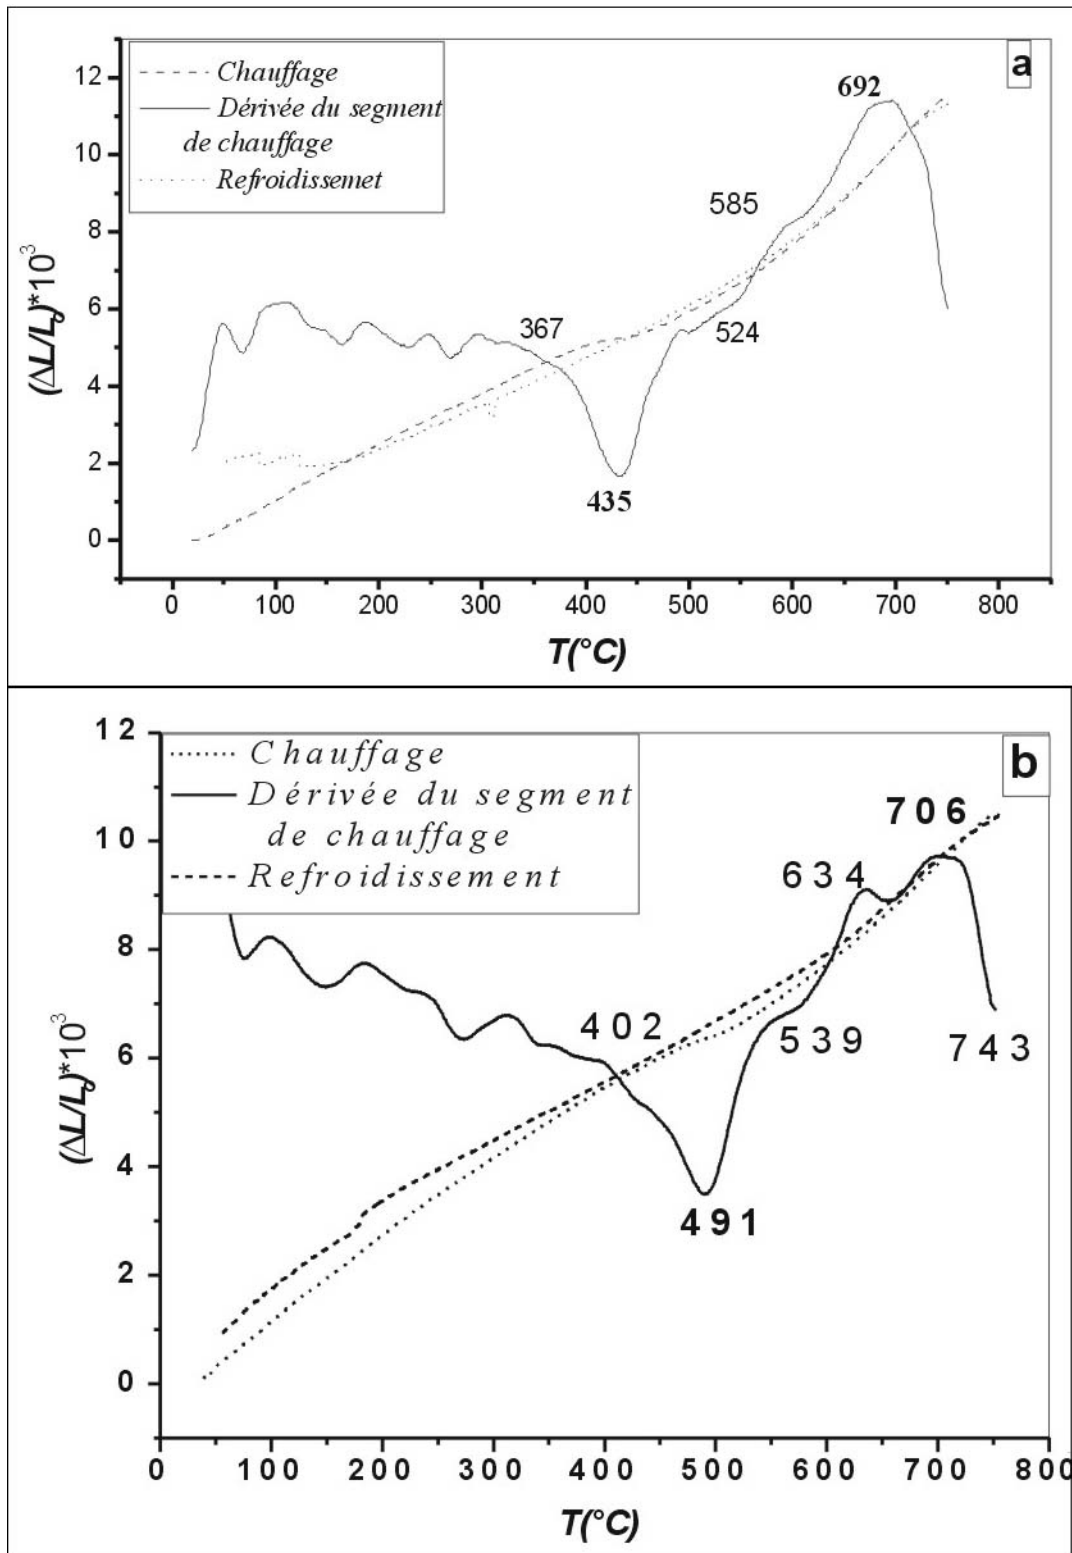 a
Chauffage
Dérivée du segment
de chauffage
Refroidissemet
12
10
8
6
4
2
0
(ΔL/L₀)*10³
692
585
367
524
435
0 100 200 300 400 500 600 700 800
T(°C)
b
Chauffage
Dérivée du segment
de chauffage
Refroidissement
12
10
8
6
4
2
0
(ΔL/L₀)*10³
706
634
402
539
743
491
0 100 200 300 400 500 600 700 800
T(°C)